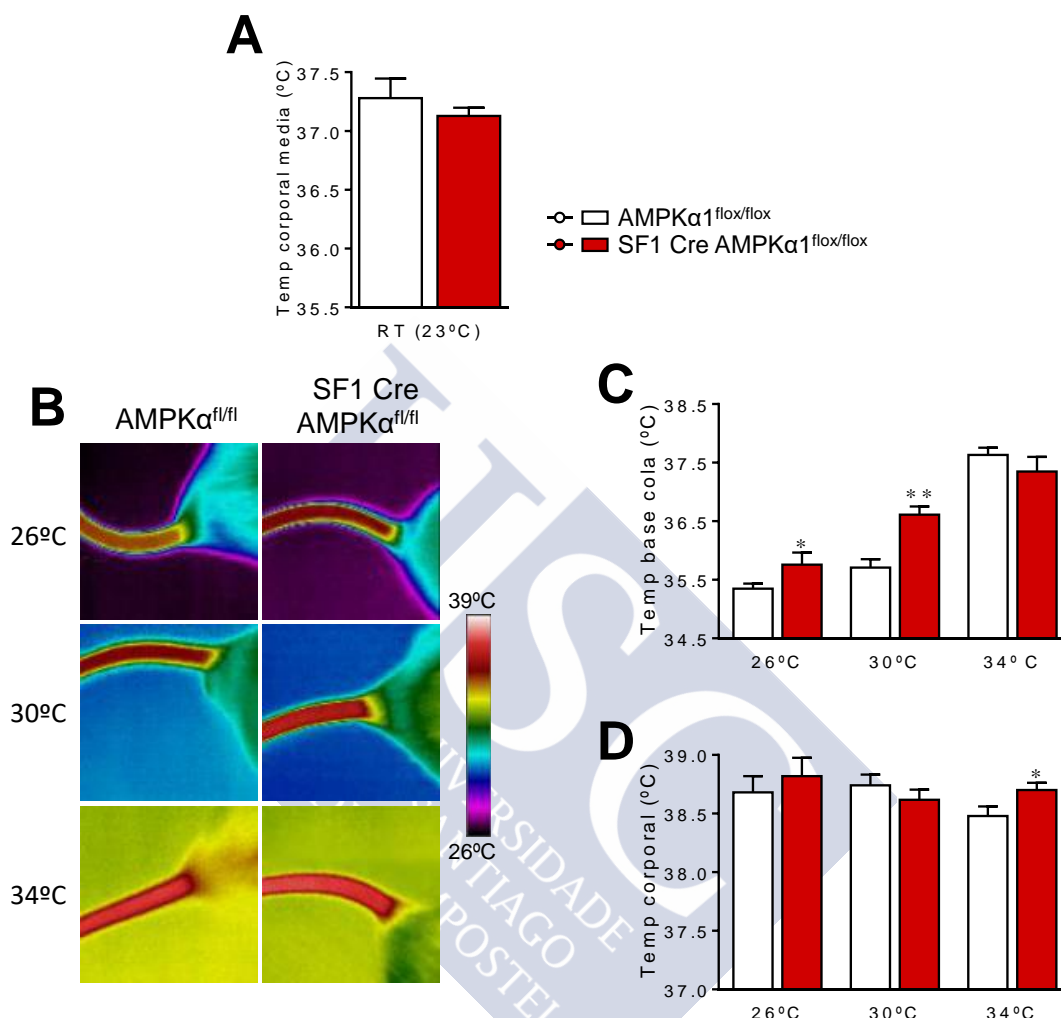 A
Temp corporal media (ºC)
37.5
37.0
36.5
36.0
35.5
RT (23ºC)
AMPKα1flox/flox
SF1 Cre AMPKα1flox/flox
B
AMPKαfl/fl
SF1 Cre
AMPKαfl/fl
26ºC
30ºC
34ºC
39ºC
26ºC
C
Temp base cola (ºC)
38.5
37.5
36.5
35.5
34.5
*
**
26ºC
30ºC
34º C
D
Temp corporal (ºC)
39.0
38.5
38.0
37.5
37.0
*
26ºC
30ºC
34ºC
USC